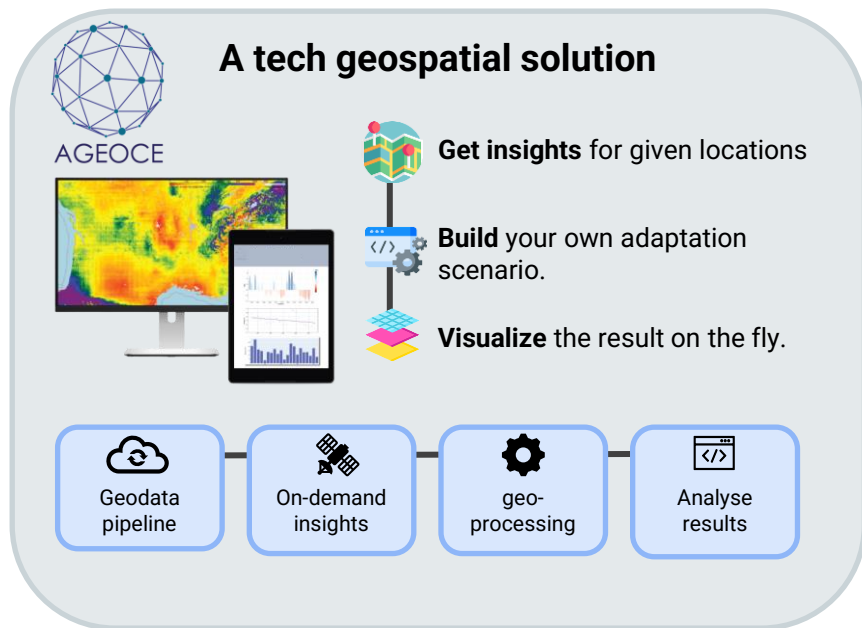 A tech geospatial solution
AGEOCE
Get insights for given locations
Build your own adaptation
scenario.
Visualize the result on the fly.
Geodata
pipeline
On-demand
insights
geo-
processing
Analyse
results